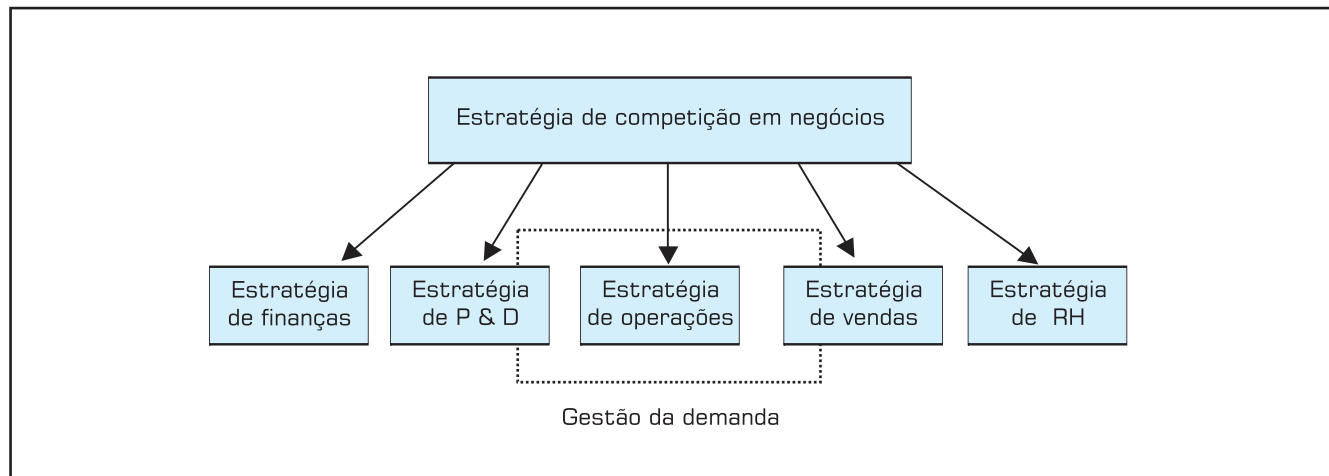 Estratégia de competição em negócios
Estratégia
de finanças
Estratégia
de P & D
Estratégia
de operações
Estratégia
de vendas
Estratégia
de RH
Gestão da demanda